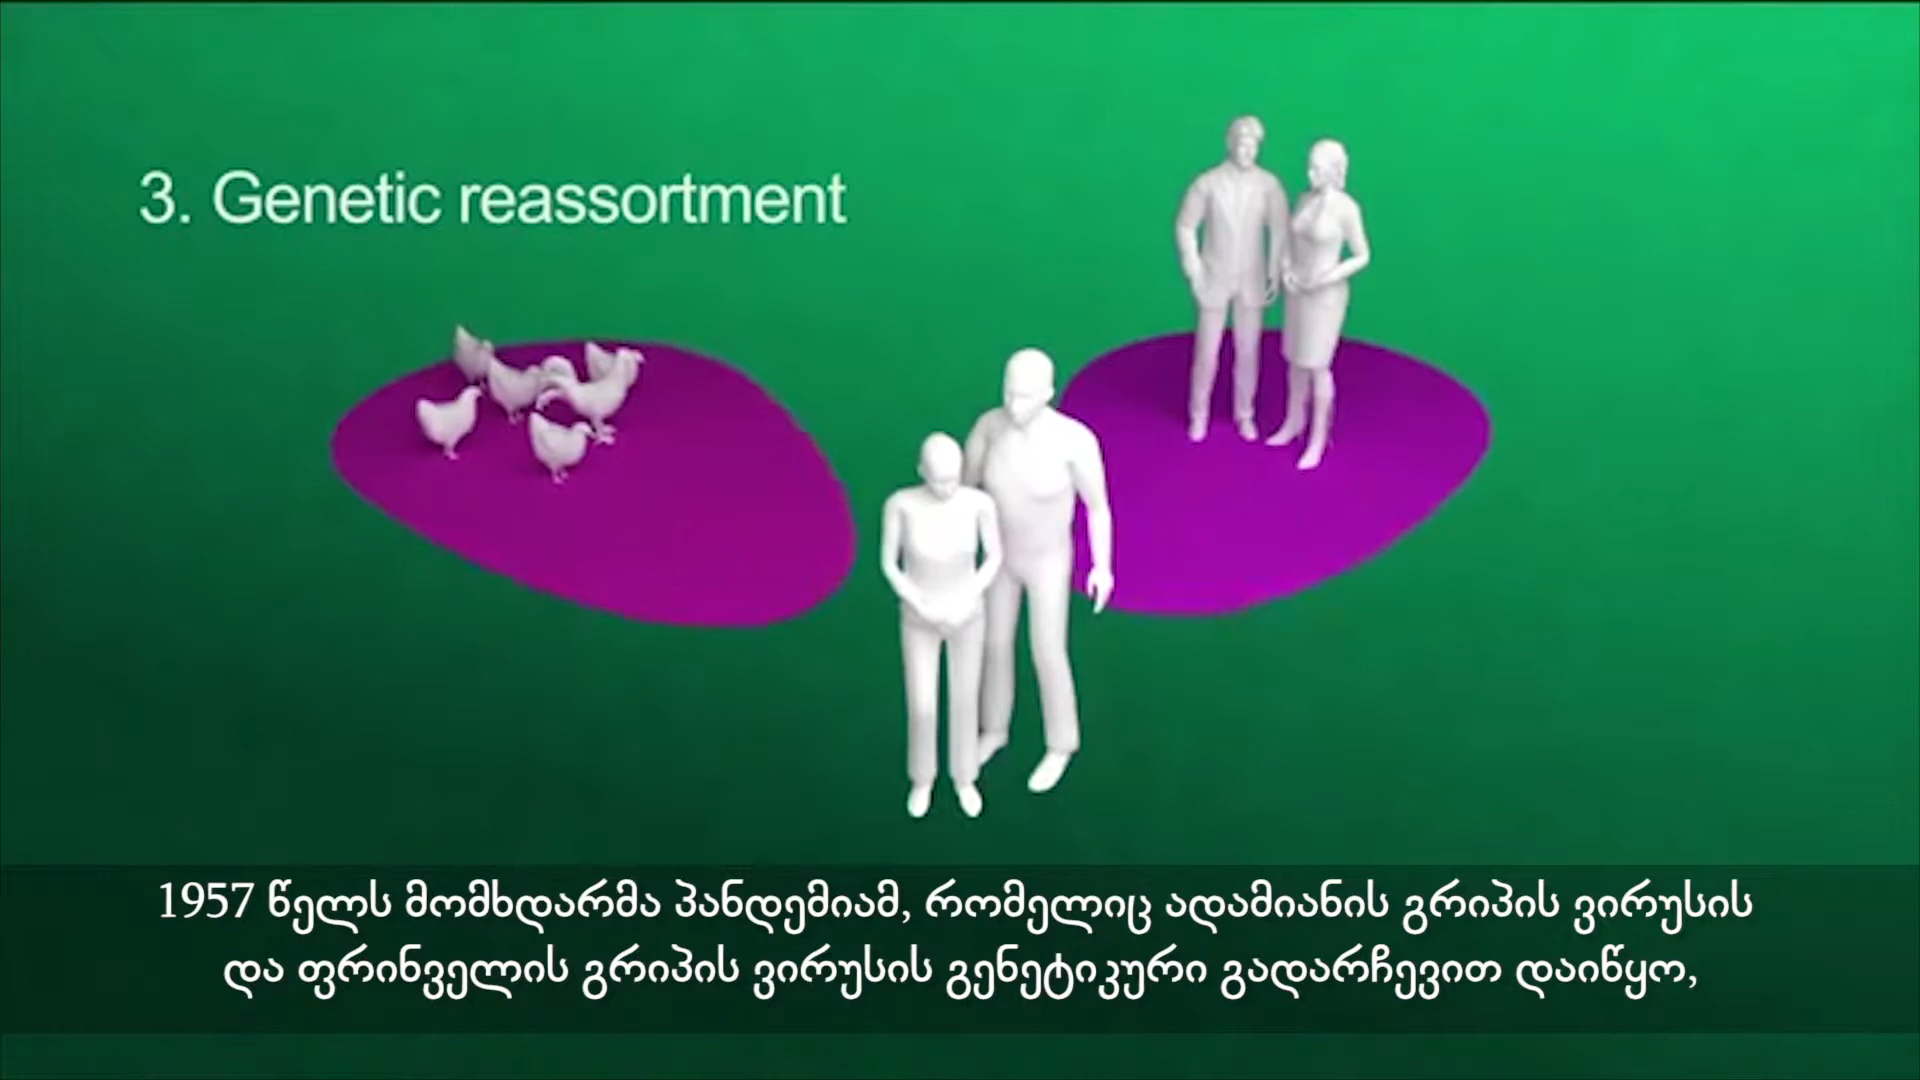 3. Genetic reassortment
1957 წელს მომხდარმა პანდემიამ, რომელიც ადამიანის გრიპის ვირუსის
და ფრინველის გრიპის ვირუსის გენეტიკური გადარჩევით დაიწყო,